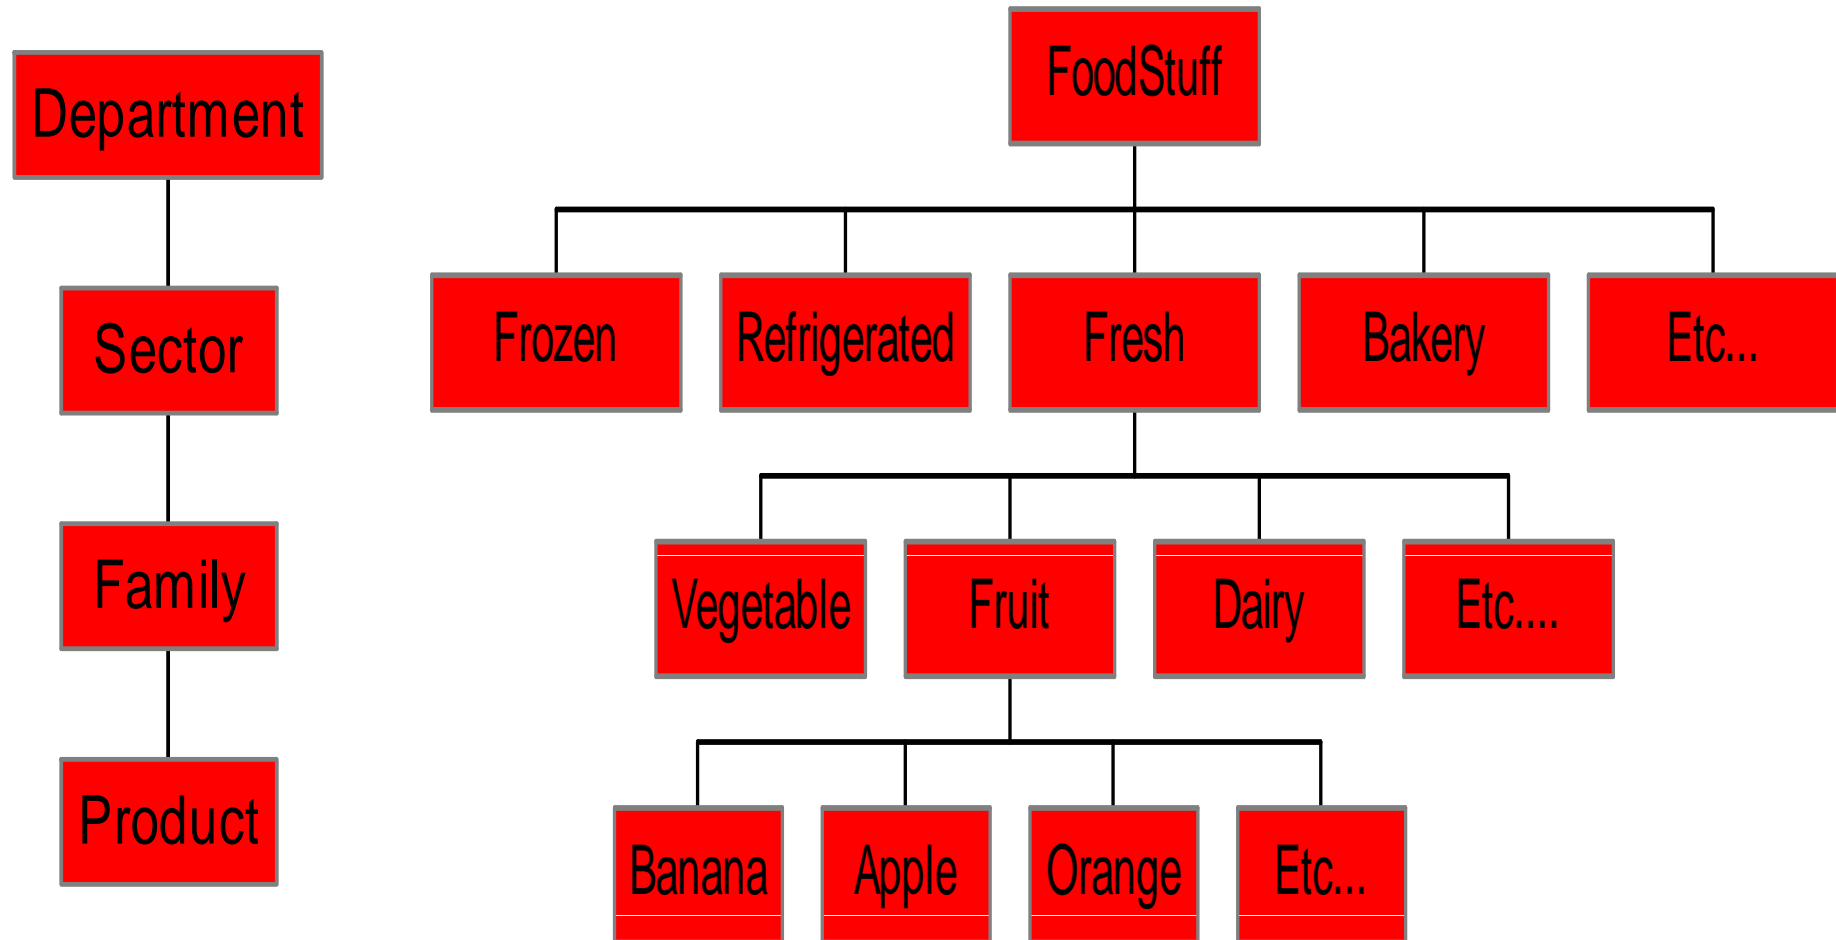 Department
Sector
Family
Product
FoodStuff
Frozen
Refrigerated
Fresh
Bakery
Etc...
Vegetable
Fruit
Dairy
Etc....
Banana
Apple
Orange
Etc...